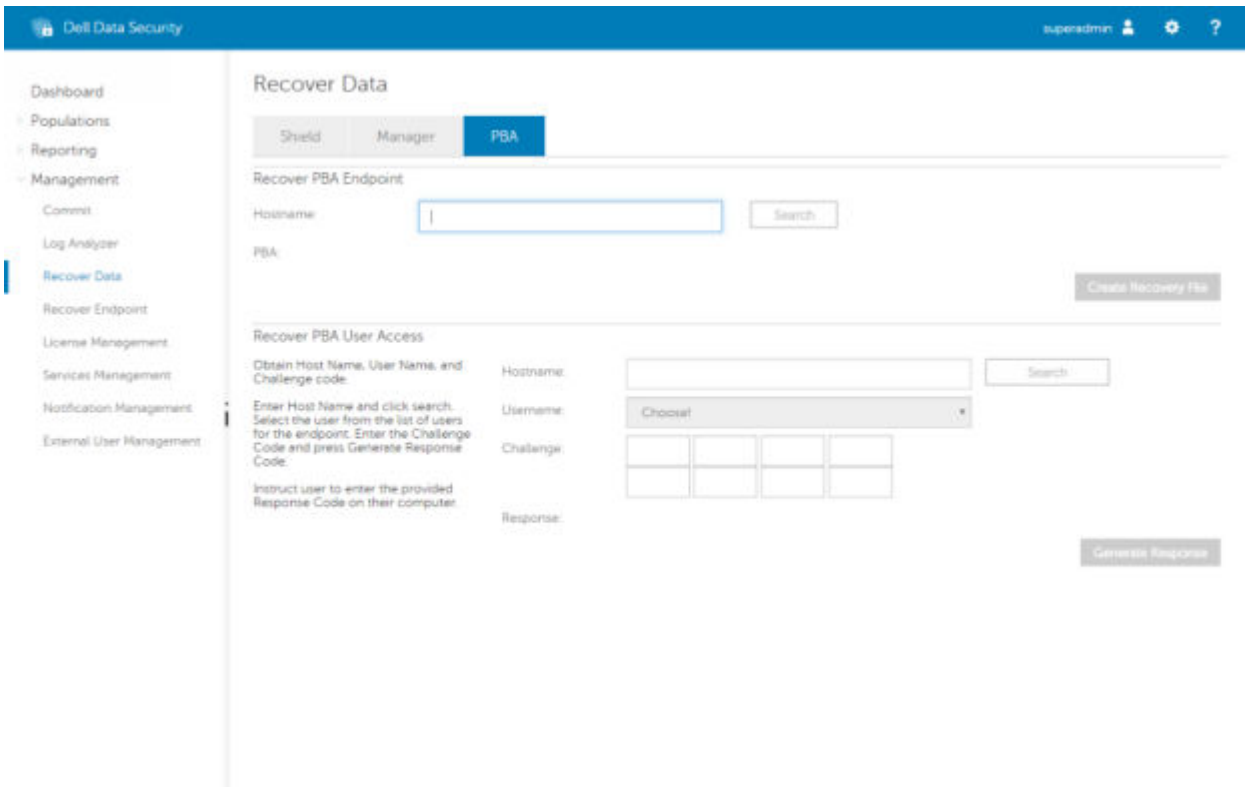 Dell Data Security
superadmin
?
Dashboard
Populations
Reporting
Management
Commit
Log Analyzer
Recover Data
Recover Endpoint
License Management
Services Management
Notification Management
External User Management
Recover Data
Shield
Manager
PBA
Recover PBA Endpoint
Hostname:
Search
PBA:
Create Recovery File
Recover PBA User Access
Obtain Host Name, User Name, and
Challenge code.
Enter Host Name and click search.
Select the user from the list of users
for the endpoint. Enter the Challenge
Code and press Generate Response
Code.
Instruct user to enter the provided
Response Code on their computer.
Hostname:
Search
Username:
Choose!
Challenge:
Response:
Generate Response